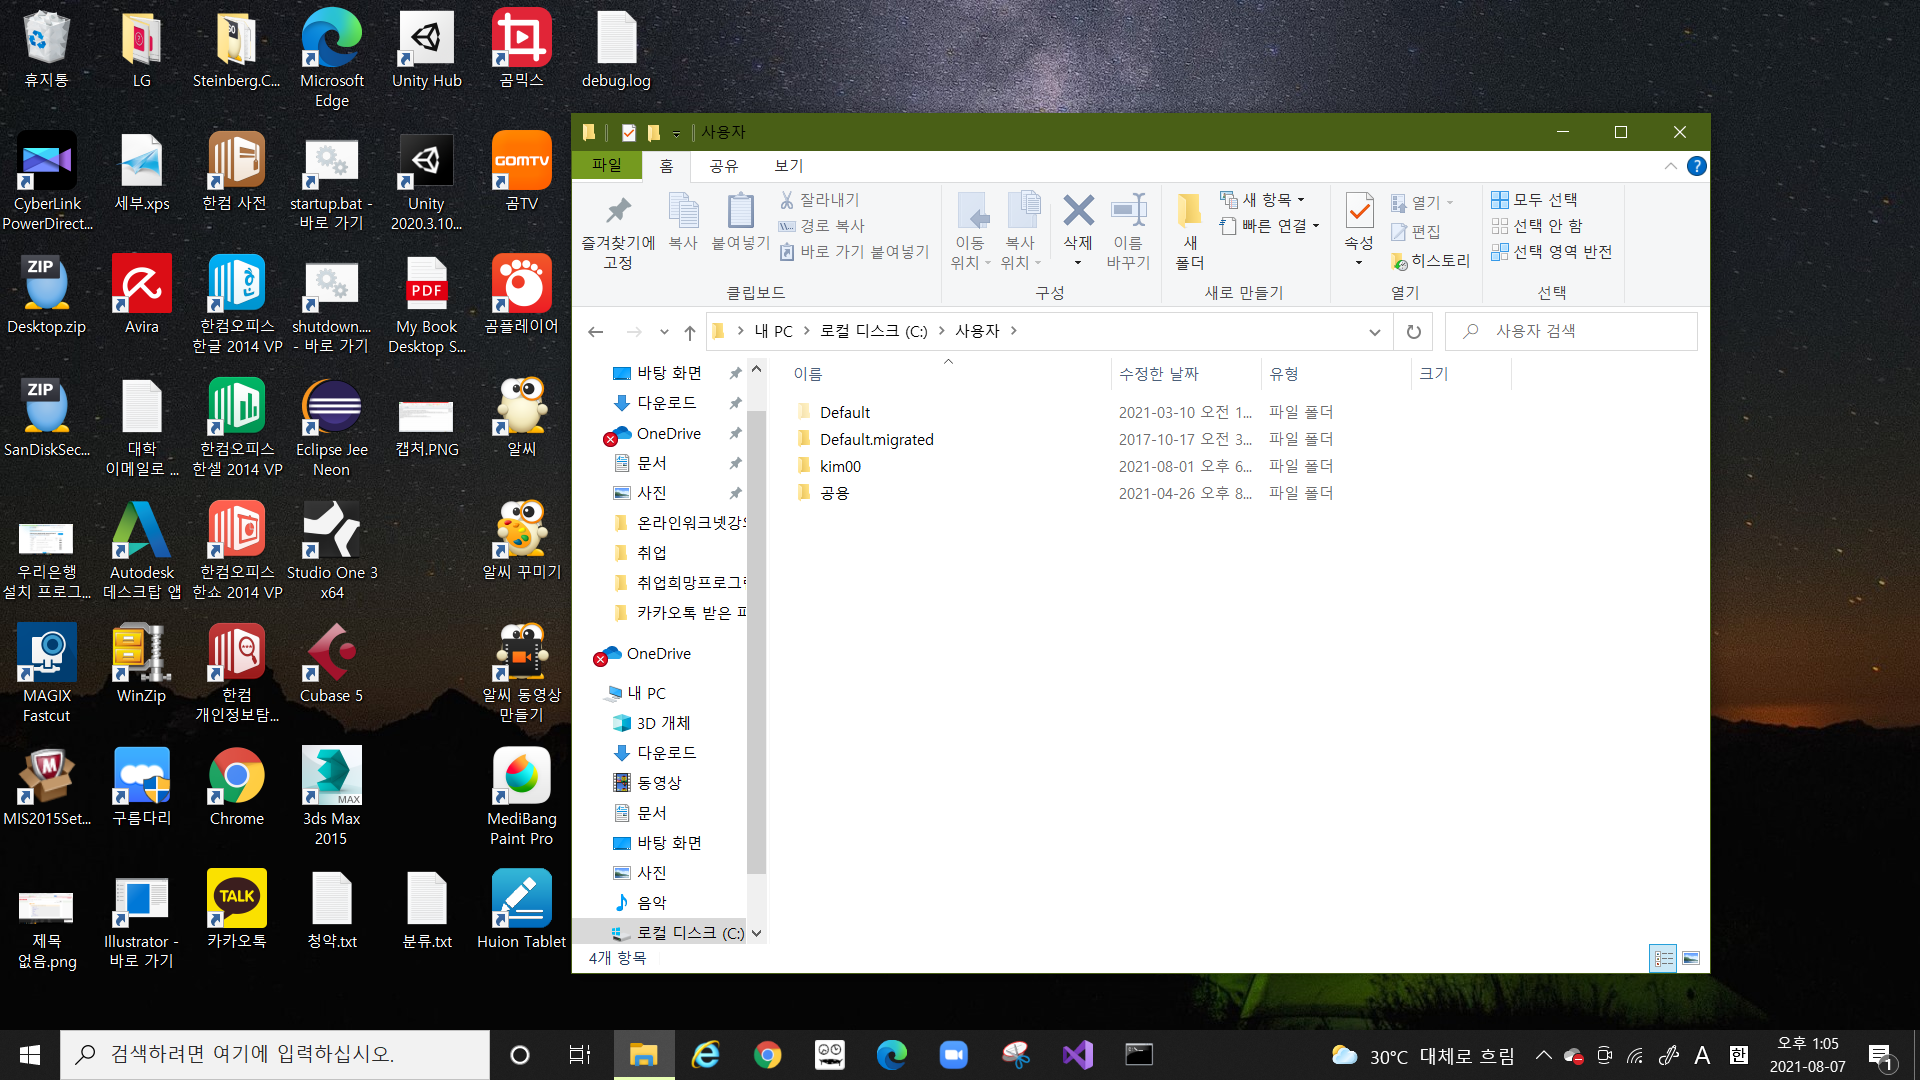 휴지통
LG
Steinberg.C...
Microsoft
Edge
Unity Hub
곰믹스
debug.log
CyberLink
PowerDirect...
세부.xps
한컴 사전
startup.bat -
바로 가기
Unity
2020.3.10...
GOMTV
곰TV
ZIP
Desktop.zip
Avira
한컴오피스
한글 2014 VP
shutdown....
- 바로 가기
PDF
My Book
Desktop S...
곰플레이어
ZIP
SanDiskSec...
대학
이메일로 ...
한컴오피스
한셀 2014 VP
Eclipse Jee
Neon
캡처.PNG
알씨
우리은행
설치 프로그...
Autodesk
데스크탑 앱
한컴오피스
한쇼 2014 VP
Studio One 3
x64
알씨 꾸미기
MAGIX
Fastcut
WinZip
한컴
개인정보탐...
Cubase 5
알씨 동영상
만들기
MIS2015Set...
구름다리
Chrome
MAX
3ds Max
2015
MediBang
Paint Pro
제목
없음.png
Illustrator -
바로 가기
TALK
카카오톡
청약.txt
분류.txt
Huion Tablet
사용자
파일
홈
공유
보기
즐겨찾기에
고정
복사
붙여넣기
잘라내기
경로 복사
바로 가기 붙여넣기
클립보드
이동
위치
복사
위치
삭제
이름
바꾸기
구성
새
폴더
새 항목
빠른 연결
새로 만들기
속성
열기
편집
히스토리
열기
모두 선택
선택 안 함
선택 영역 반전
선택
내 PC
로컬 디스크 (C:)
사용자
사용자 검색
바탕 화면
다운로드
OneDrive
문서
사진
온라인워크넷강의
취업
취업희망프로그
카카오톡 받은 파
OneDrive
내 PC
3D 개체
다운로드
동영상
문서
바탕 화면
사진
음악
로컬 디스크 (C:)
이름
수정한 날짜
유형
크기
Default
2021-03-10 오전 1...
파일 폴더
Default.migrated
2017-10-17 오전 3...
파일 폴더
kim00
2021-08-01 오후 6...
파일 폴더
공용
2021-04-26 오후 8...
파일 폴더
4개 항목
검색하려면 여기에 입력하십시오.
30°C 대체로 흐림
A
한
오후 1:05
2021-08-07
1